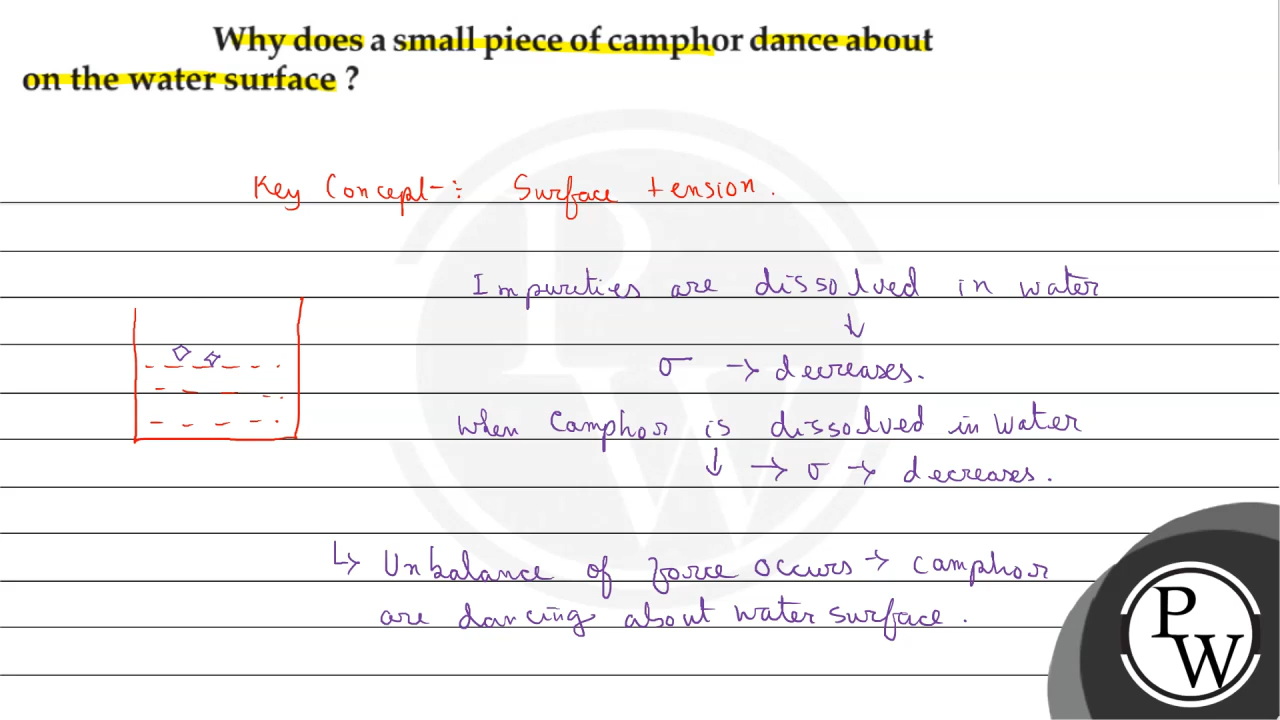 Why does a small piece of camphor dance about
on the water surface ?
Key Concept-: Surface tension.
Impurities are dissolved in water
↓
σ → decreases.
When Camphor is dissolved in water
↓ → σ → decreases.
↳ Unbalance of force occurs → camphor
are dancing about water surface.
PW
PW